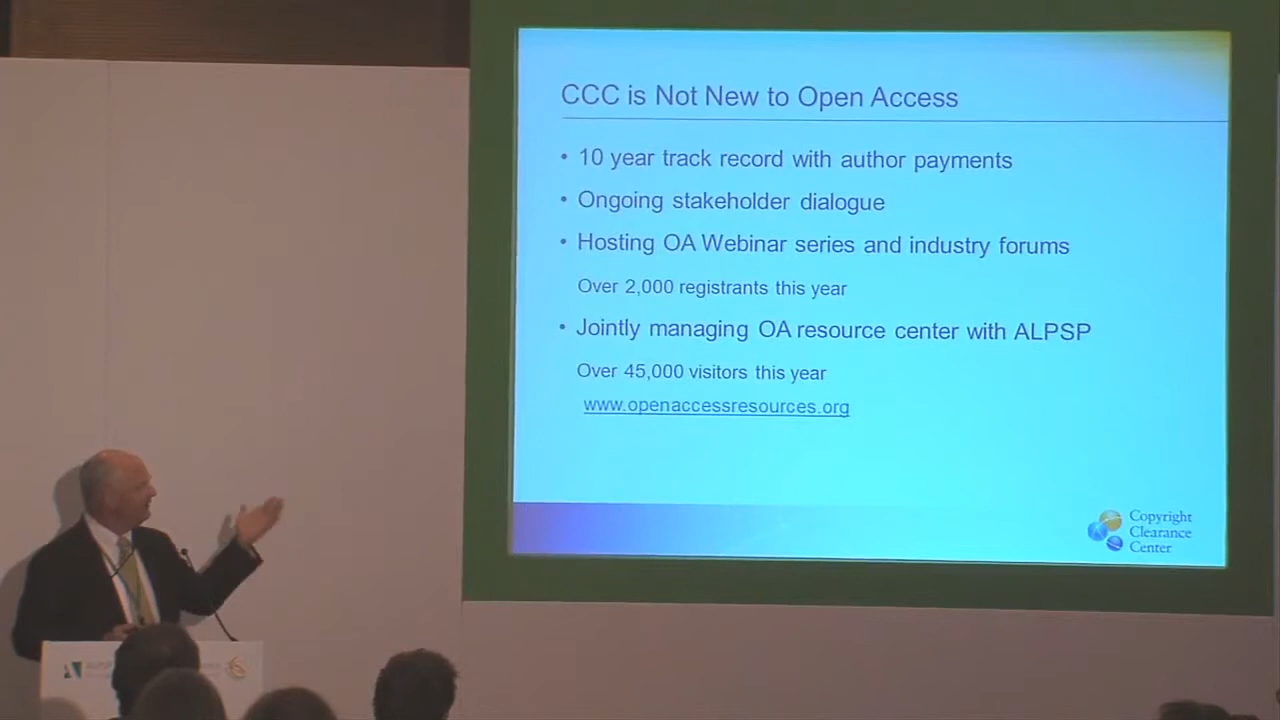 CCC is Not New to Open Access
• 10 year track record with author payments
• Ongoing stakeholder dialogue
• Hosting OA Webinar series and industry forums
Over 2,000 registrants this year
• Jointly managing OA resource center with ALPSP
Over 45,000 visitors this year
www.openaccessresources.org
Copyright
Clearance
Center